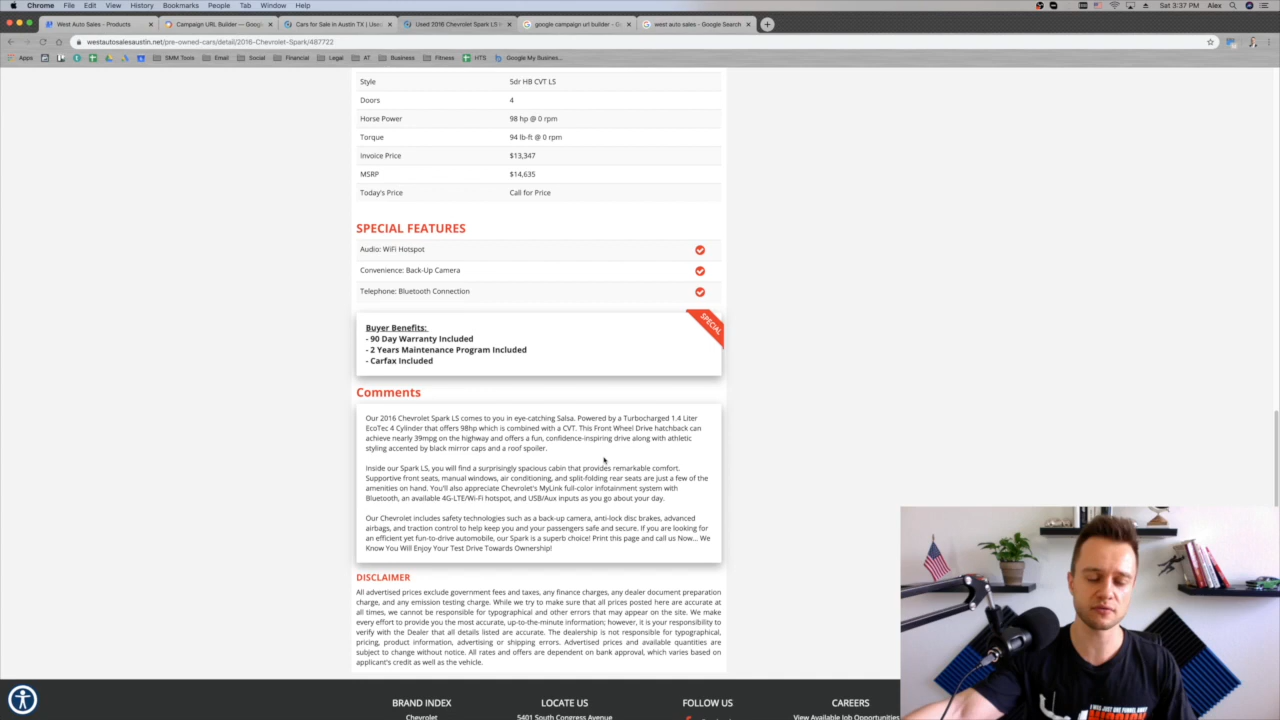 Chrome File Edit View History Bookmarks People Tab Window Help Sat 3:37 PM Alex
West Auto Sales - Products Campaign URL Builder — Googl Cars for Sale in Austin TX | Used Used 2016 Chevrolet Spark LS H google campaign url builder - G west auto sales - Google Search
westautosalesaustin.net/pre-owned-cars/detail/2016-Chevrolet-Spark/487722
Apps SMM Tools Email Social Financial Legal AT Business Fitness HTS Google My Busines...
Style 5dr HB CVT LS
Doors 4
Horse Power 98 hp @ 0 rpm
Torque 94 lb-ft @ 0 rpm
Invoice Price $13,347
MSRP $14,635
Today's Price Call for Price
SPECIAL FEATURES
Audio: WiFi Hotspot
Convenience: Back-Up Camera
Telephone: Bluetooth Connection
SPECIAL
Buyer Benefits:
- 90 Day Warranty Included
- 2 Years Maintenance Program Included
- Carfax Included
Comments
Our 2016 Chevrolet Spark LS comes to you in eye-catching Salsa. Powered by a Turbocharged 1.4 Liter
EcoTec 4 Cylinder that offers 98hp which is combined with a CVT. This Front Wheel Drive hatchback can
achieve nearly 39mpg on the highway and offers a fun, confidence-inspiring drive along with athletic
styling accented by black mirror caps and a roof spoiler.
Inside our Spark LS, you will find a surprisingly spacious cabin that provides remarkable comfort.
Supportive front seats, manual windows, air conditioning, and split-folding rear seats are just a few of the
amenities on hand. You'll also appreciate Chevrolet's MyLink full-color infotainment system with
Bluetooth, an available 4G-LTE/Wi-Fi hotspot, and USB/Aux inputs as you go about your day.
Our Chevrolet includes safety technologies such as a back-up camera, anti-lock disc brakes, advanced
airbags, and traction control to help keep you and your passengers safe and secure. If you are looking for
an efficient yet fun-to-drive automobile, our Spark is a superb choice! Print this page and call us Now... We
Know You Will Enjoy Your Test Drive Towards Ownership!
DISCLAIMER
All advertised prices exclude government fees and taxes, any finance charges, any dealer document preparation
charge, and any emission testing charge. While we try to make sure that all prices posted here are accurate at
all times, we cannot be responsible for typographical and other errors that may appear on the site. We make
every effort to provide you the most accurate, up-to-the-minute information; however, it is your responsibility to
verify with the Dealer that all details listed are accurate. The dealership is not responsible for typographical,
pricing, product information, advertising or shipping errors. Advertised prices and available quantities are
subject to change without notice. All rates and offers are dependent on bank approval, which varies based on
applicant's credit as well as the vehicle.
BRAND INDEX LOCATE US FOLLOW US CAREERS
Chevrolet 5401 South Congress Avenue View Available Job Opportunities
I WAS JUST ONE FUNNEL AWAY